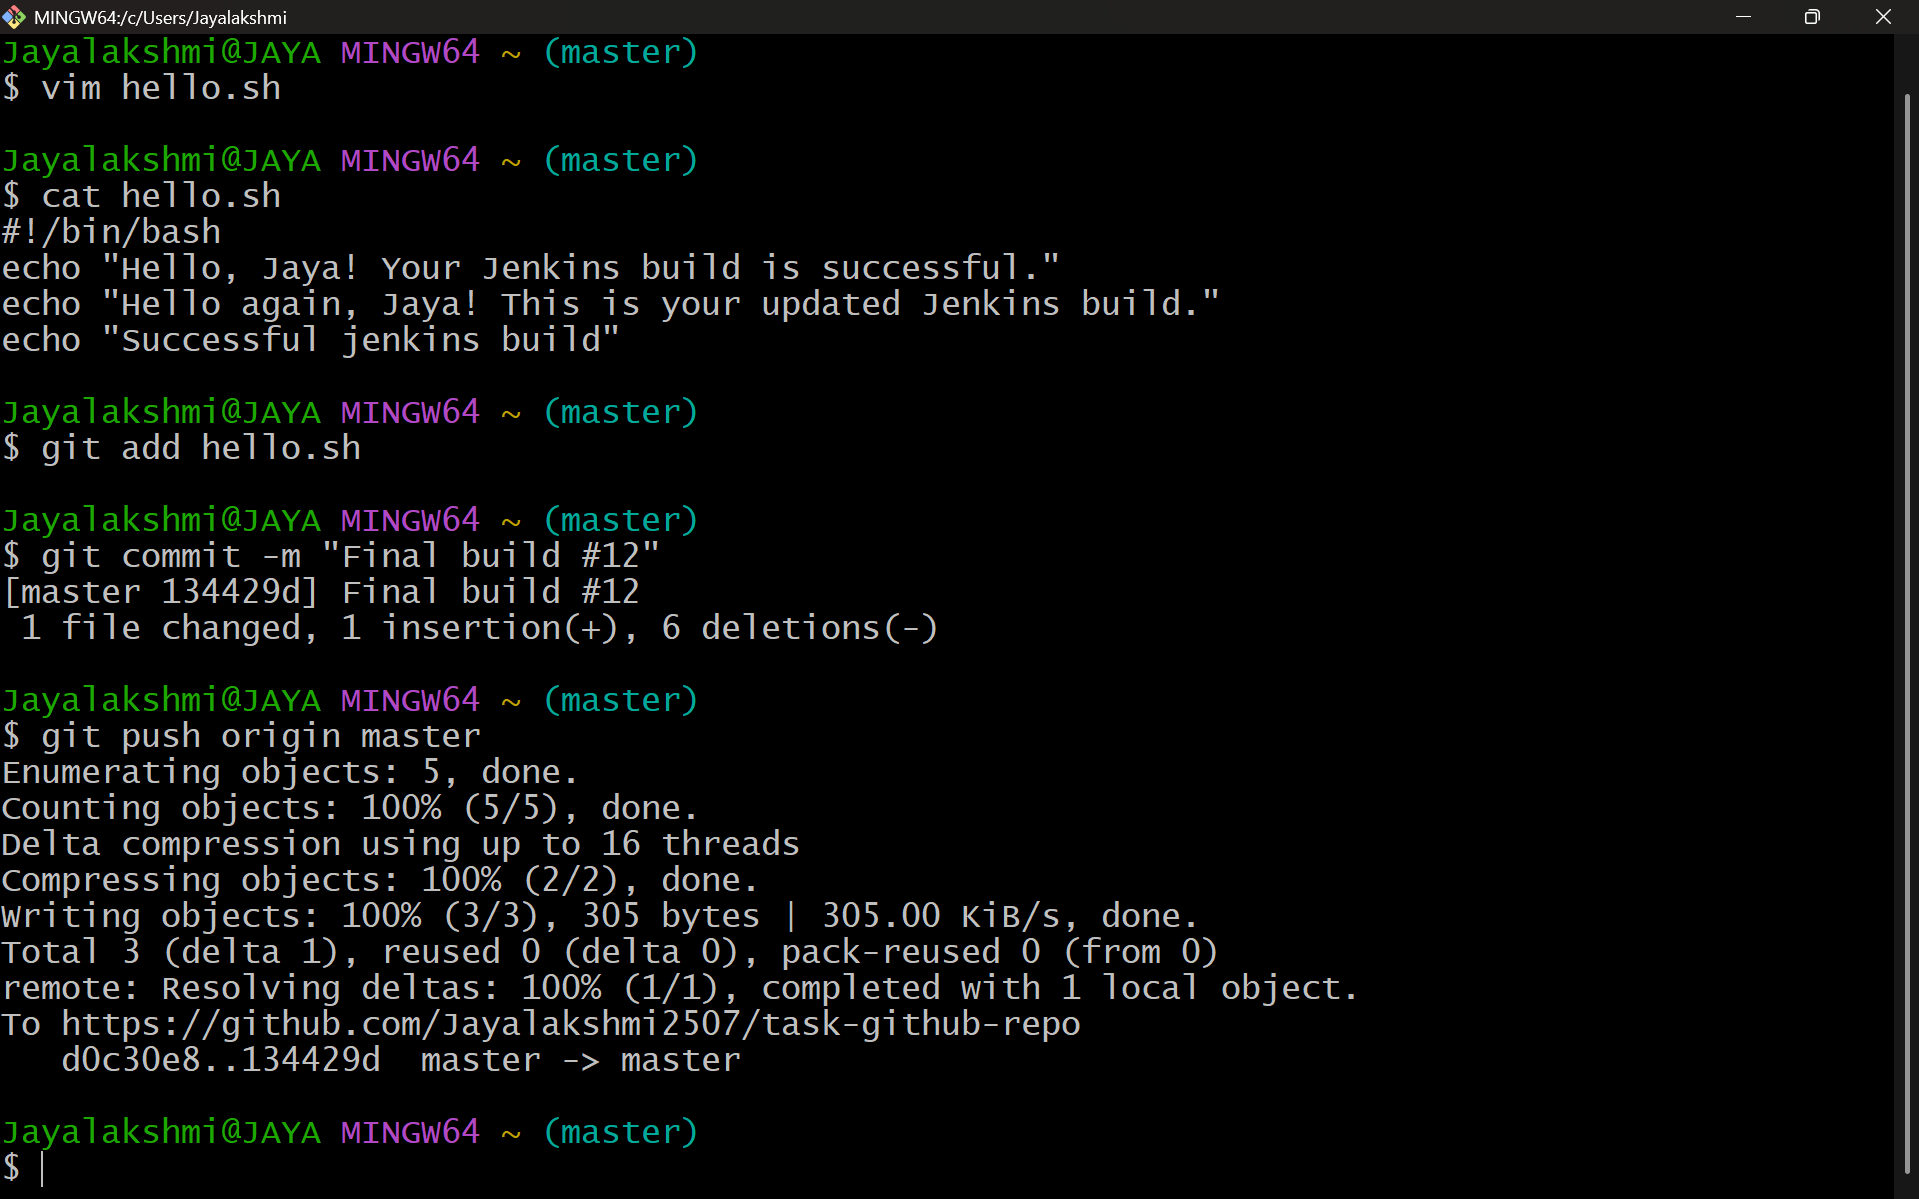 MINGW64:/c/Users/Jayalakshmi
Jayalakshmi@JAYA MINGW64 ~ (master)
$ vim hello.sh
Jayalakshmi@JAYA MINGW64 ~ (master)
$ cat hello.sh
#!/bin/bash
echo "Hello, Jaya! Your Jenkins build is successful."
echo "Hello again, Jaya! This is your updated Jenkins build."
echo "Successful jenkins build"
Jayalakshmi@JAYA MINGW64 ~ (master)
$ git add hello.sh
Jayalakshmi@JAYA MINGW64 ~ (master)
$ git commit -m "Final build #12"
[master 134429d] Final build #12
 1 file changed, 1 insertion(+), 6 deletions(-)
Jayalakshmi@JAYA MINGW64 ~ (master)
$ git push origin master
Enumerating objects: 5, done.
Counting objects: 100% (5/5), done.
Delta compression using up to 16 threads
Compressing objects: 100% (2/2), done.
Writing objects: 100% (3/3), 305 bytes | 305.00 KiB/s, done.
Total 3 (delta 1), reused 0 (delta 0), pack-reused 0 (from 0)
remote: Resolving deltas: 100% (1/1), completed with 1 local object.
To https://github.com/Jayalakshmi2507/task-github-repo
   d0c30e8..134429d  master -> master
Jayalakshmi@JAYA MINGW64 ~ (master)
$